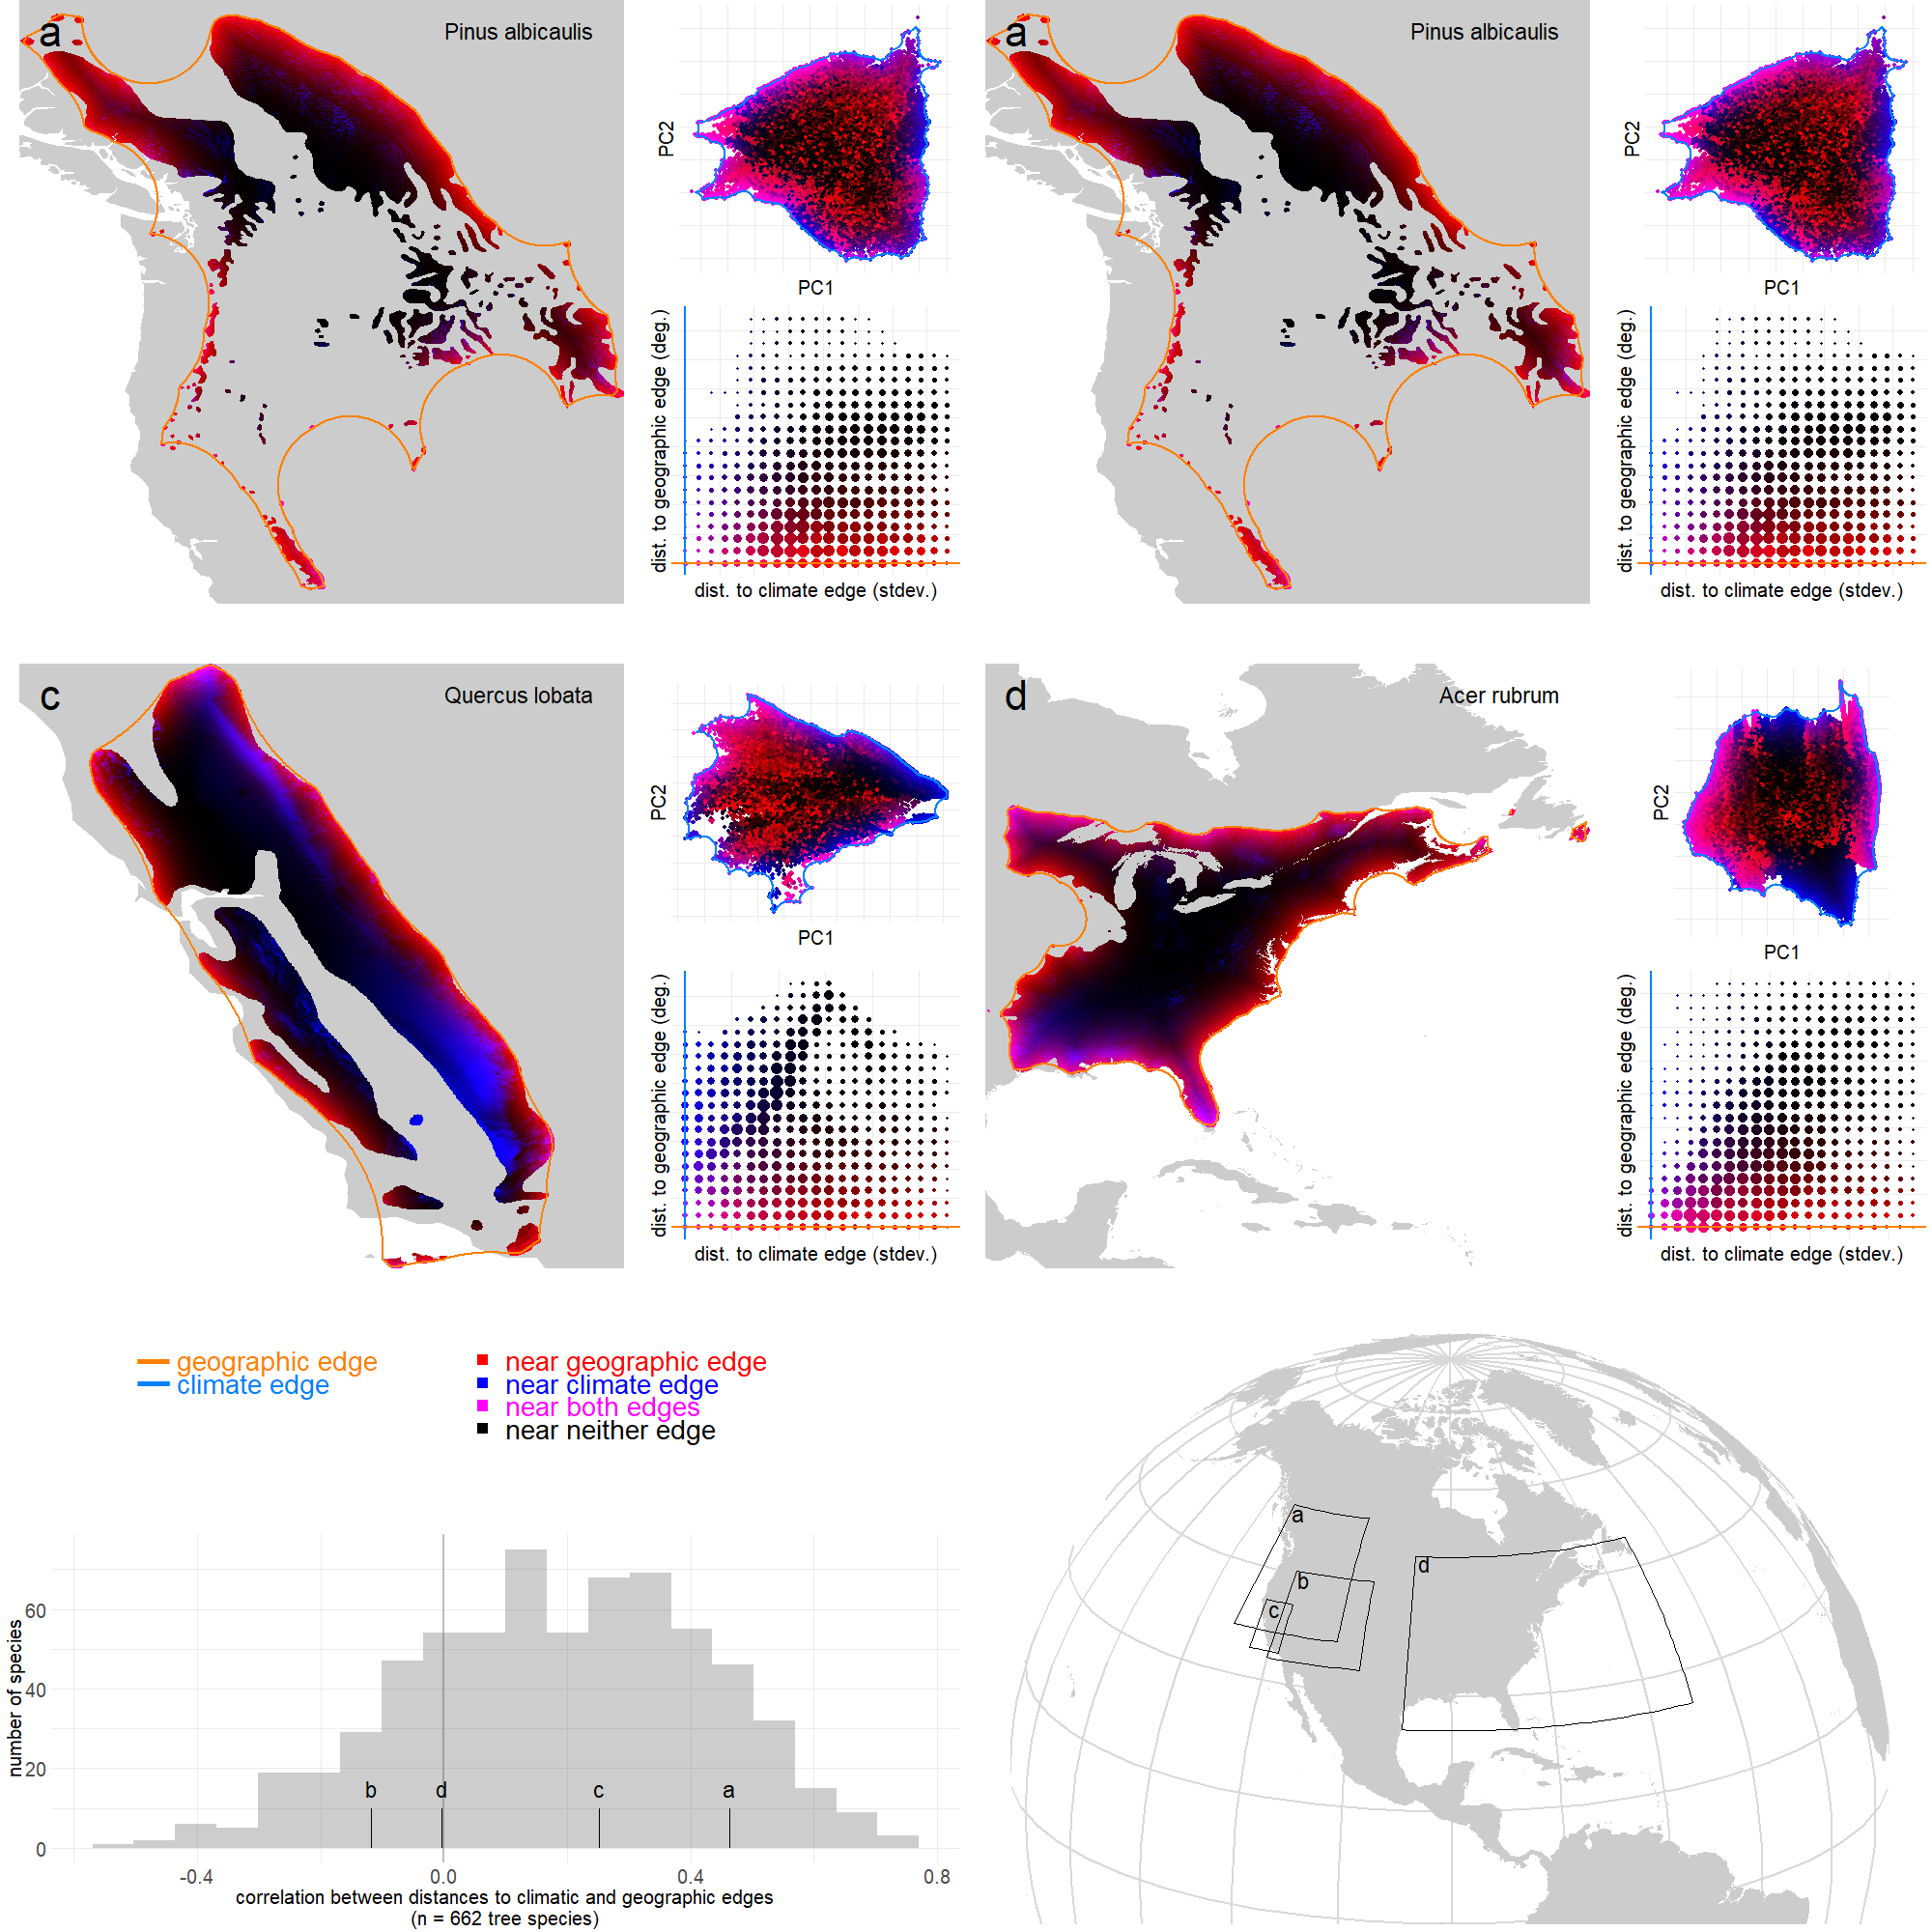 a
Pinus albicaulis
PC2
PC1
dist. to geographic edge (deg.)
dist. to climate edge (stdev.)
a
Pinus albicaulis
PC2
PC1
dist. to geographic edge (deg.)
dist. to climate edge (stdev.)
c
Quercus lobata
PC2
PC1
dist. to geographic edge (deg.)
dist. to climate edge (stdev.)
d
Acer rubrum
PC2
PC1
dist. to geographic edge (deg.)
dist. to climate edge (stdev.)
geographic edge
climate edge
near geographic edge
near climate edge
near both edges
near neither edge
number of species
60
40
20
0
b
d
c
a
-0.4
0.0
0.4
0.8
correlation between distances to climatic and geographic edges
(n = 662 tree species)
a
b
c
d